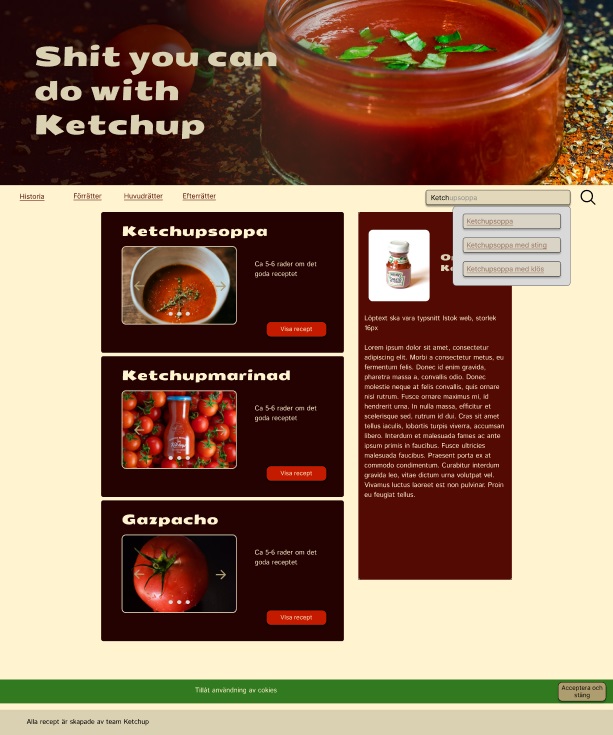 Shit you can
do with
Ketchup
Historia
Förrätter
Huvudrätter
Efterrätter
Ketchupsoppa
Ketchupsoppa
Ketchupsoppa med sting
Ketchupsoppa med klös
Ketchupsoppa
Ca 5-6 rader om det
goda receptet
Visa recept
Ketchupmarinad
Ca 5-6 rader om det
goda receptet
Visa recept
Gazpacho
Ca 5-6 rader om det
goda receptet
Visa recept
Löptext ska vara typsnitt Istok web, storlek
16px
Lorem ipsum dolor sit amet, consectetur
adipiscing elit. Morbi a consectetur metus, eu
fermentum felis. Donec id enim gravida,
pharetra massa a, convallis odio. Donec
molestie neque at felis convallis, quis ornare
nisi rutrum. Fusce ornare maximus mi, id
hendrerit urna. In nulla massa, efficitur et
scelerisque sed, rutrum id dui. Cras sit amet
tellus iaculis, lobortis turpis viverra, accumsan
libero. Interdum et malesuada fames ac ante
ipsum primis in faucibus. Fusce ultricies
malesuada faucibus. Praesent porta ex at
commodo condimentum. Curabitur interdum
gravida leo, vitae dictum urna volutpat vel.
Vivamus luctus laoreet est non pulvinar. Proin
eu feugiat tellus.
Tillåt användning av cokies
Acceptera och
stäng
Alla recept är skapade av team Ketchup